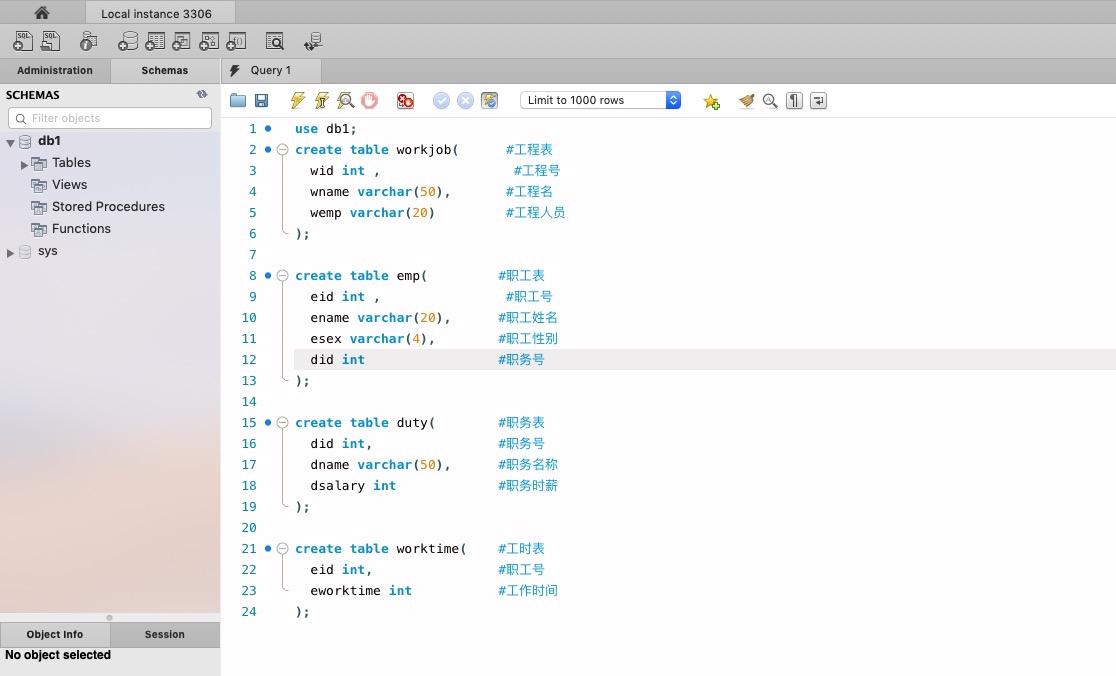 Local instance 3306
Administration
Schemas
Query 1
SCHEMAS
Filter objects
db1
Tables
Views
Stored Procedures
Functions
sys
Limit to 1000 rows
1 use db1;
2 create table workjob( #工程表
3 wid int , #工程号
4 wname varchar(50), #工程名
5 wemp varchar(20) #工程人员
6 );
7
8 create table emp( #职工表
9 eid int , #职工号
10 ename varchar(20), #职工姓名
11 esex varchar(4), #职工性别
12 did int #职务号
13 );
14
15 create table duty( #职务表
16 did int, #职务号
17 dname varchar(50), #职务名称
18 dsalary int #职务时薪
19 );
20
21 create table worktime( #工时表
22 eid int, #职工号
23 eworktime int #工作时间
24 );
Object Info
Session
No object selected